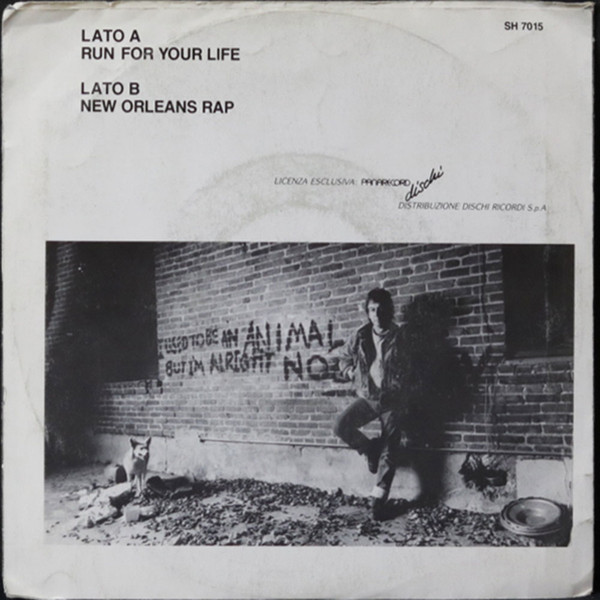 LATO A
RUN FOR YOUR LIFE
LATO B
NEW ORLEANS RAP
SH 7015
LICENZA ESCLUSIVA: PANARECORD
dischi
DISTRIBUZIONE DISCHI RICORDI S.p.A.
I USED TO BE AN ANIMAL
BUT I'M ALRIGHT NOW